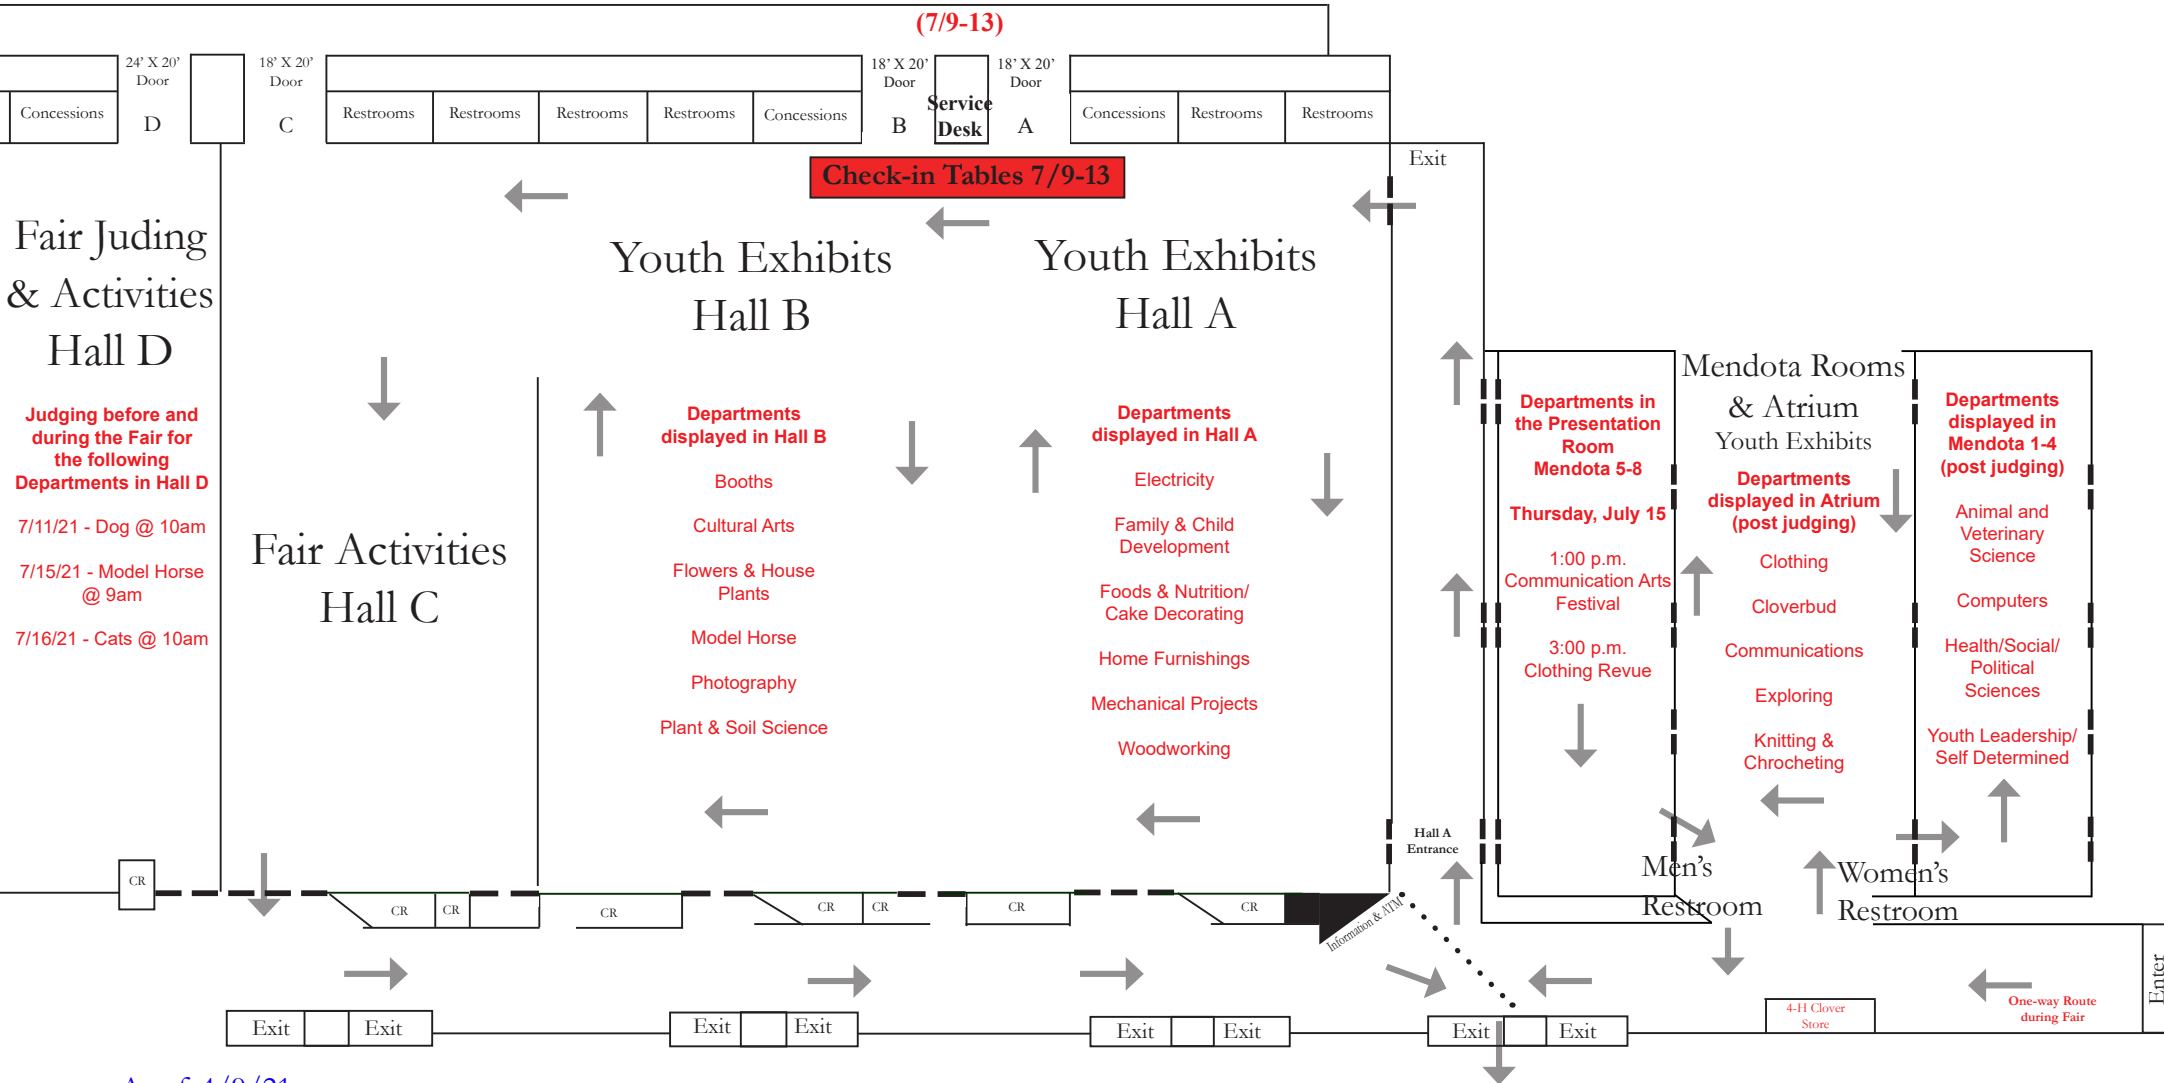 (7/9-13)
24' X 20'
Door
D
18' X 20'
Door
C
18' X 20'
Door
B
18' X 20'
Door
A
Concessions
Restrooms
Restrooms
Restrooms
Restrooms
Concessions
Service
Desk
Concessions
Restrooms
Restrooms
Exit
Check-in Tables 7/9-13
Fair Juding
& Activities
Hall D
Judging before and
during the Fair for
the following
Departments in Hall D
7/11/21 - Dog @ 10am
7/15/21 - Model Horse
@ 9am
7/16/21 - Cats @ 10am
Fair Activities
Hall C
Youth Exhibits
Hall B
Departments
displayed in Hall B
Booths
Cultural Arts
Flowers & House
Plants
Model Horse
Photography
Plant & Soil Science
Youth Exhibits
Hall A
Departments
displayed in Hall A
Electricity
Family & Child
Development
Foods & Nutrition/
Cake Decorating
Home Furnishings
Mechanical Projects
Woodworking
Hall A
Entrance
Departments in
the Presentation
Room
Mendota 5-8
Thursday, July 15
1:00 p.m.
Communication Arts
Festival
3:00 p.m.
Clothing Revue
Mendota Rooms
& Atrium
Youth Exhibits
Departments
displayed in Atrium
(post judging)
Clothing
Cloverbud
Communications
Exploring
Knitting &
Chrocheting
Departments
displayed in
Mendota 1-4
(post judging)
Animal and
Veterinary
Science
Computers
Health/Social/
Political
Sciences
Youth Leadership/
Self Determined
Men's
Restroom
Women's
Restroom
CR
CR
CR
CR
CR
CR
CR
CR
Information & ATM
Enter
One-way Route
during Fair
4-H Clover
Store
Exit
Exit
Exit
Exit
Exit
Exit
Exit
Exit
As of 4/9/21